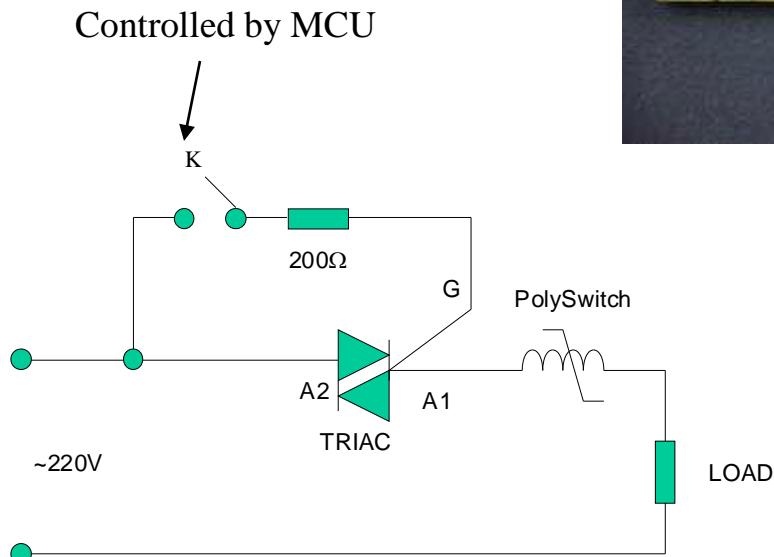 Controlled by MCU
K
200Ω
G
PolySwitch
A2
A1
TRIAC
~220V
LOAD